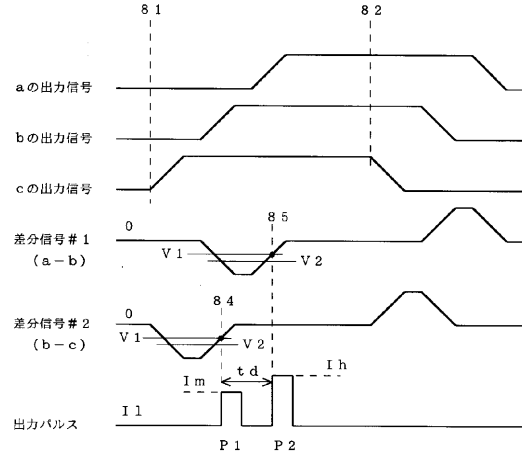 81
82
aの出力信号
bの出力信号
cの出力信号
85
0
差分信号#1
(a-b)
V1
V2
84
0
差分信号#2
(b-c)
V1
V2
td
Im
Ih
Il
出力パルス
P1
P2